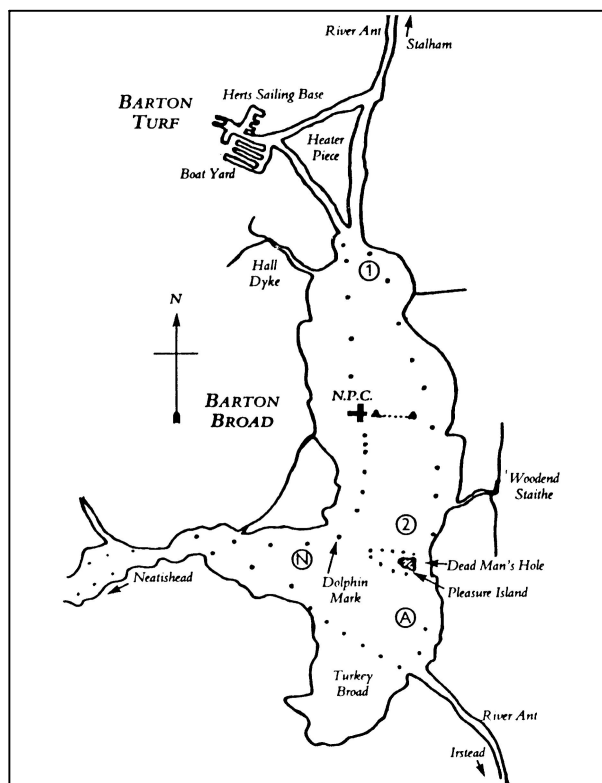 River Ant
Stalham
Herts Sailing Base
BARTON
TURF
Heater
Piece
Boat Yard
1
Hall
Dyke
N
N.P.C.
BARTON
BROAD
Woodend
Staithe
2
N
Dead Man's Hole
Dolphin
Mark
Neatishead
Pleasure Island
A
Turkey
Broad
River Ant
Irstead